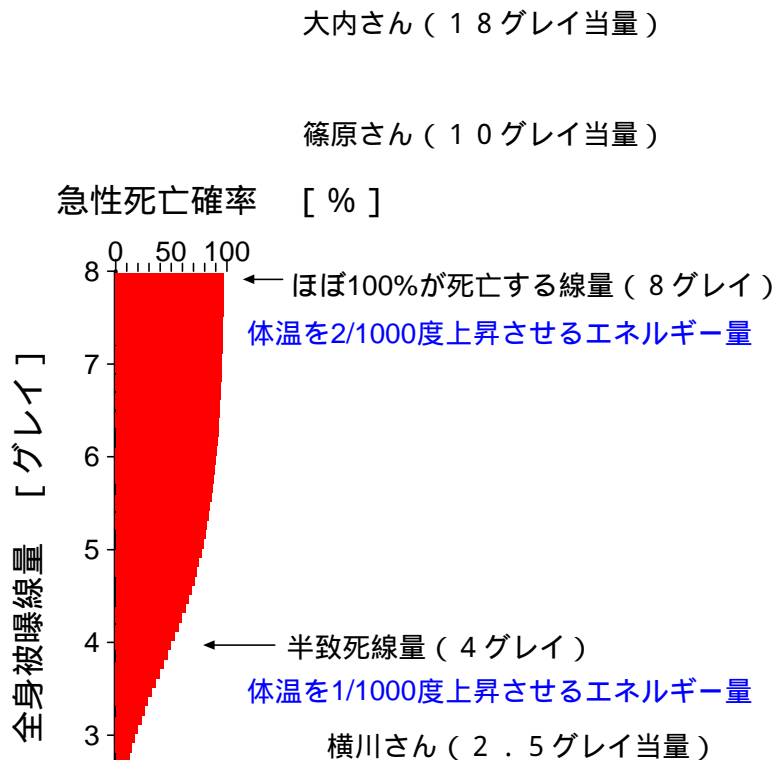 大内さん（１８グレイ当量）
篠原さん（１０グレイ当量）
急性死亡確率　［％］
0 50 100
8
ほぼ100%が死亡する線量（８グレイ）
体温を2/1000度上昇させるエネルギー量
7
6
5
4
半致死線量（４グレイ）
体温を1/1000度上昇させるエネルギー量
3
横川さん（２．５グレイ当量）
全身被曝線量　［グレイ］